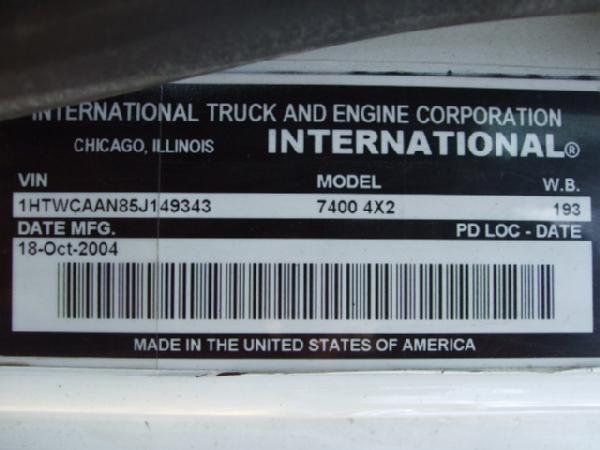 INTERNATIONAL TRUCK AND ENGINE CORPORATION
CHICAGO, ILLINOIS INTERNATIONAL®
VIN MODEL W.B.
1HTWCAAN85J149343 7400 4X2 193
DATE MFG. PD LOC - DATE
18-Oct-2004
MADE IN THE UNITED STATES OF AMERICA